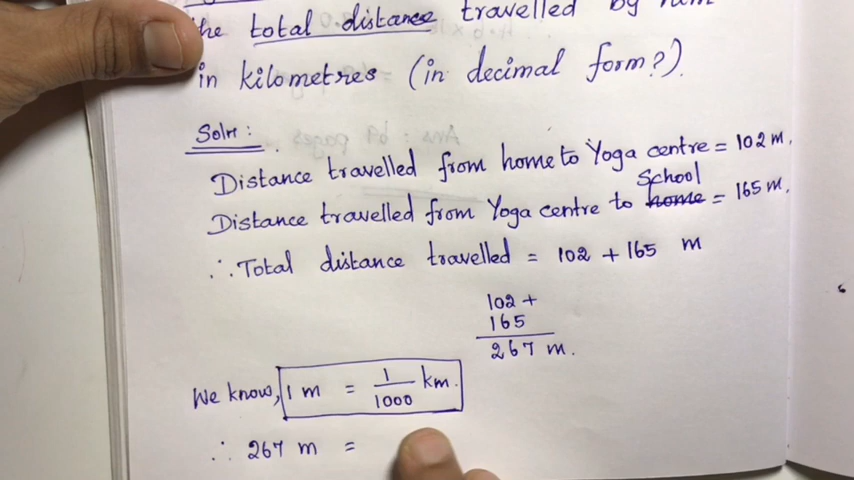 the total distance travelled by him
in kilometres (in decimal form?).
Soln:
Distance travelled from home to Yoga centre = 102 m.
School
Distance travelled from Yoga centre to home = 165 m.
∴ Total distance travelled = 102 + 165 m
102 +
165
267 m.
We know, 1 m = 1/1000 km.
∴ 267 m =